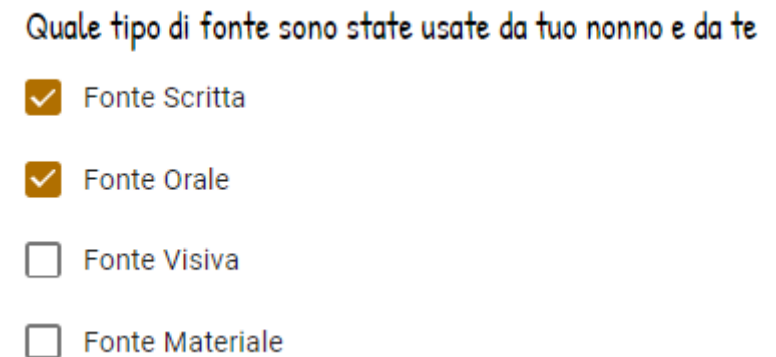 Quale tipo di fonte sono state usate da tuo nonno e da te
Fonte Scritta
Fonte Orale
Fonte Visiva
Fonte Materiale